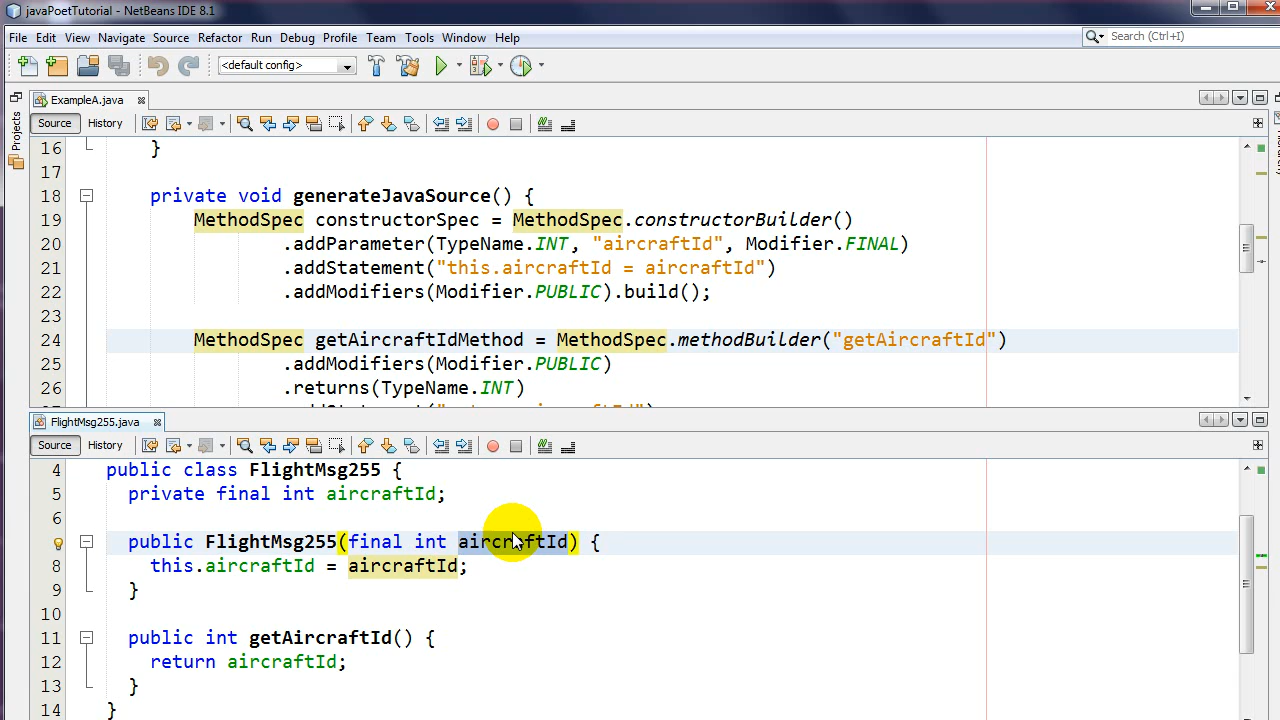 javaPoetTutorial - NetBeans IDE 8.1
File Edit View Navigate Source Refactor Run Debug Profile Team Tools Window Help
Search (Ctrl+I)
<default config>
Projects
ExampleA.java
Source History
16 }
17
18 private void generateJavaSource() {
19 MethodSpec constructorSpec = MethodSpec.constructorBuilder()
20 .addParameter(TypeName.INT, "aircraftId", Modifier.FINAL)
21 .addStatement("this.aircraftId = aircraftId")
22 .addModifiers(Modifier.PUBLIC).build();
23
24 MethodSpec getAircraftIdMethod = MethodSpec.methodBuilder("getAircraftId")
25 .addModifiers(Modifier.PUBLIC)
26 .returns(TypeName.INT)
FlightMsg255.java
Source History
4 public class FlightMsg255 {
5 private final int aircraftId;
6
public FlightMsg255(final int aircraftId) {
8 this.aircraftId = aircraftId;
9 }
10
11 public int getAircraftId() {
12 return aircraftId;
13 }
14 }